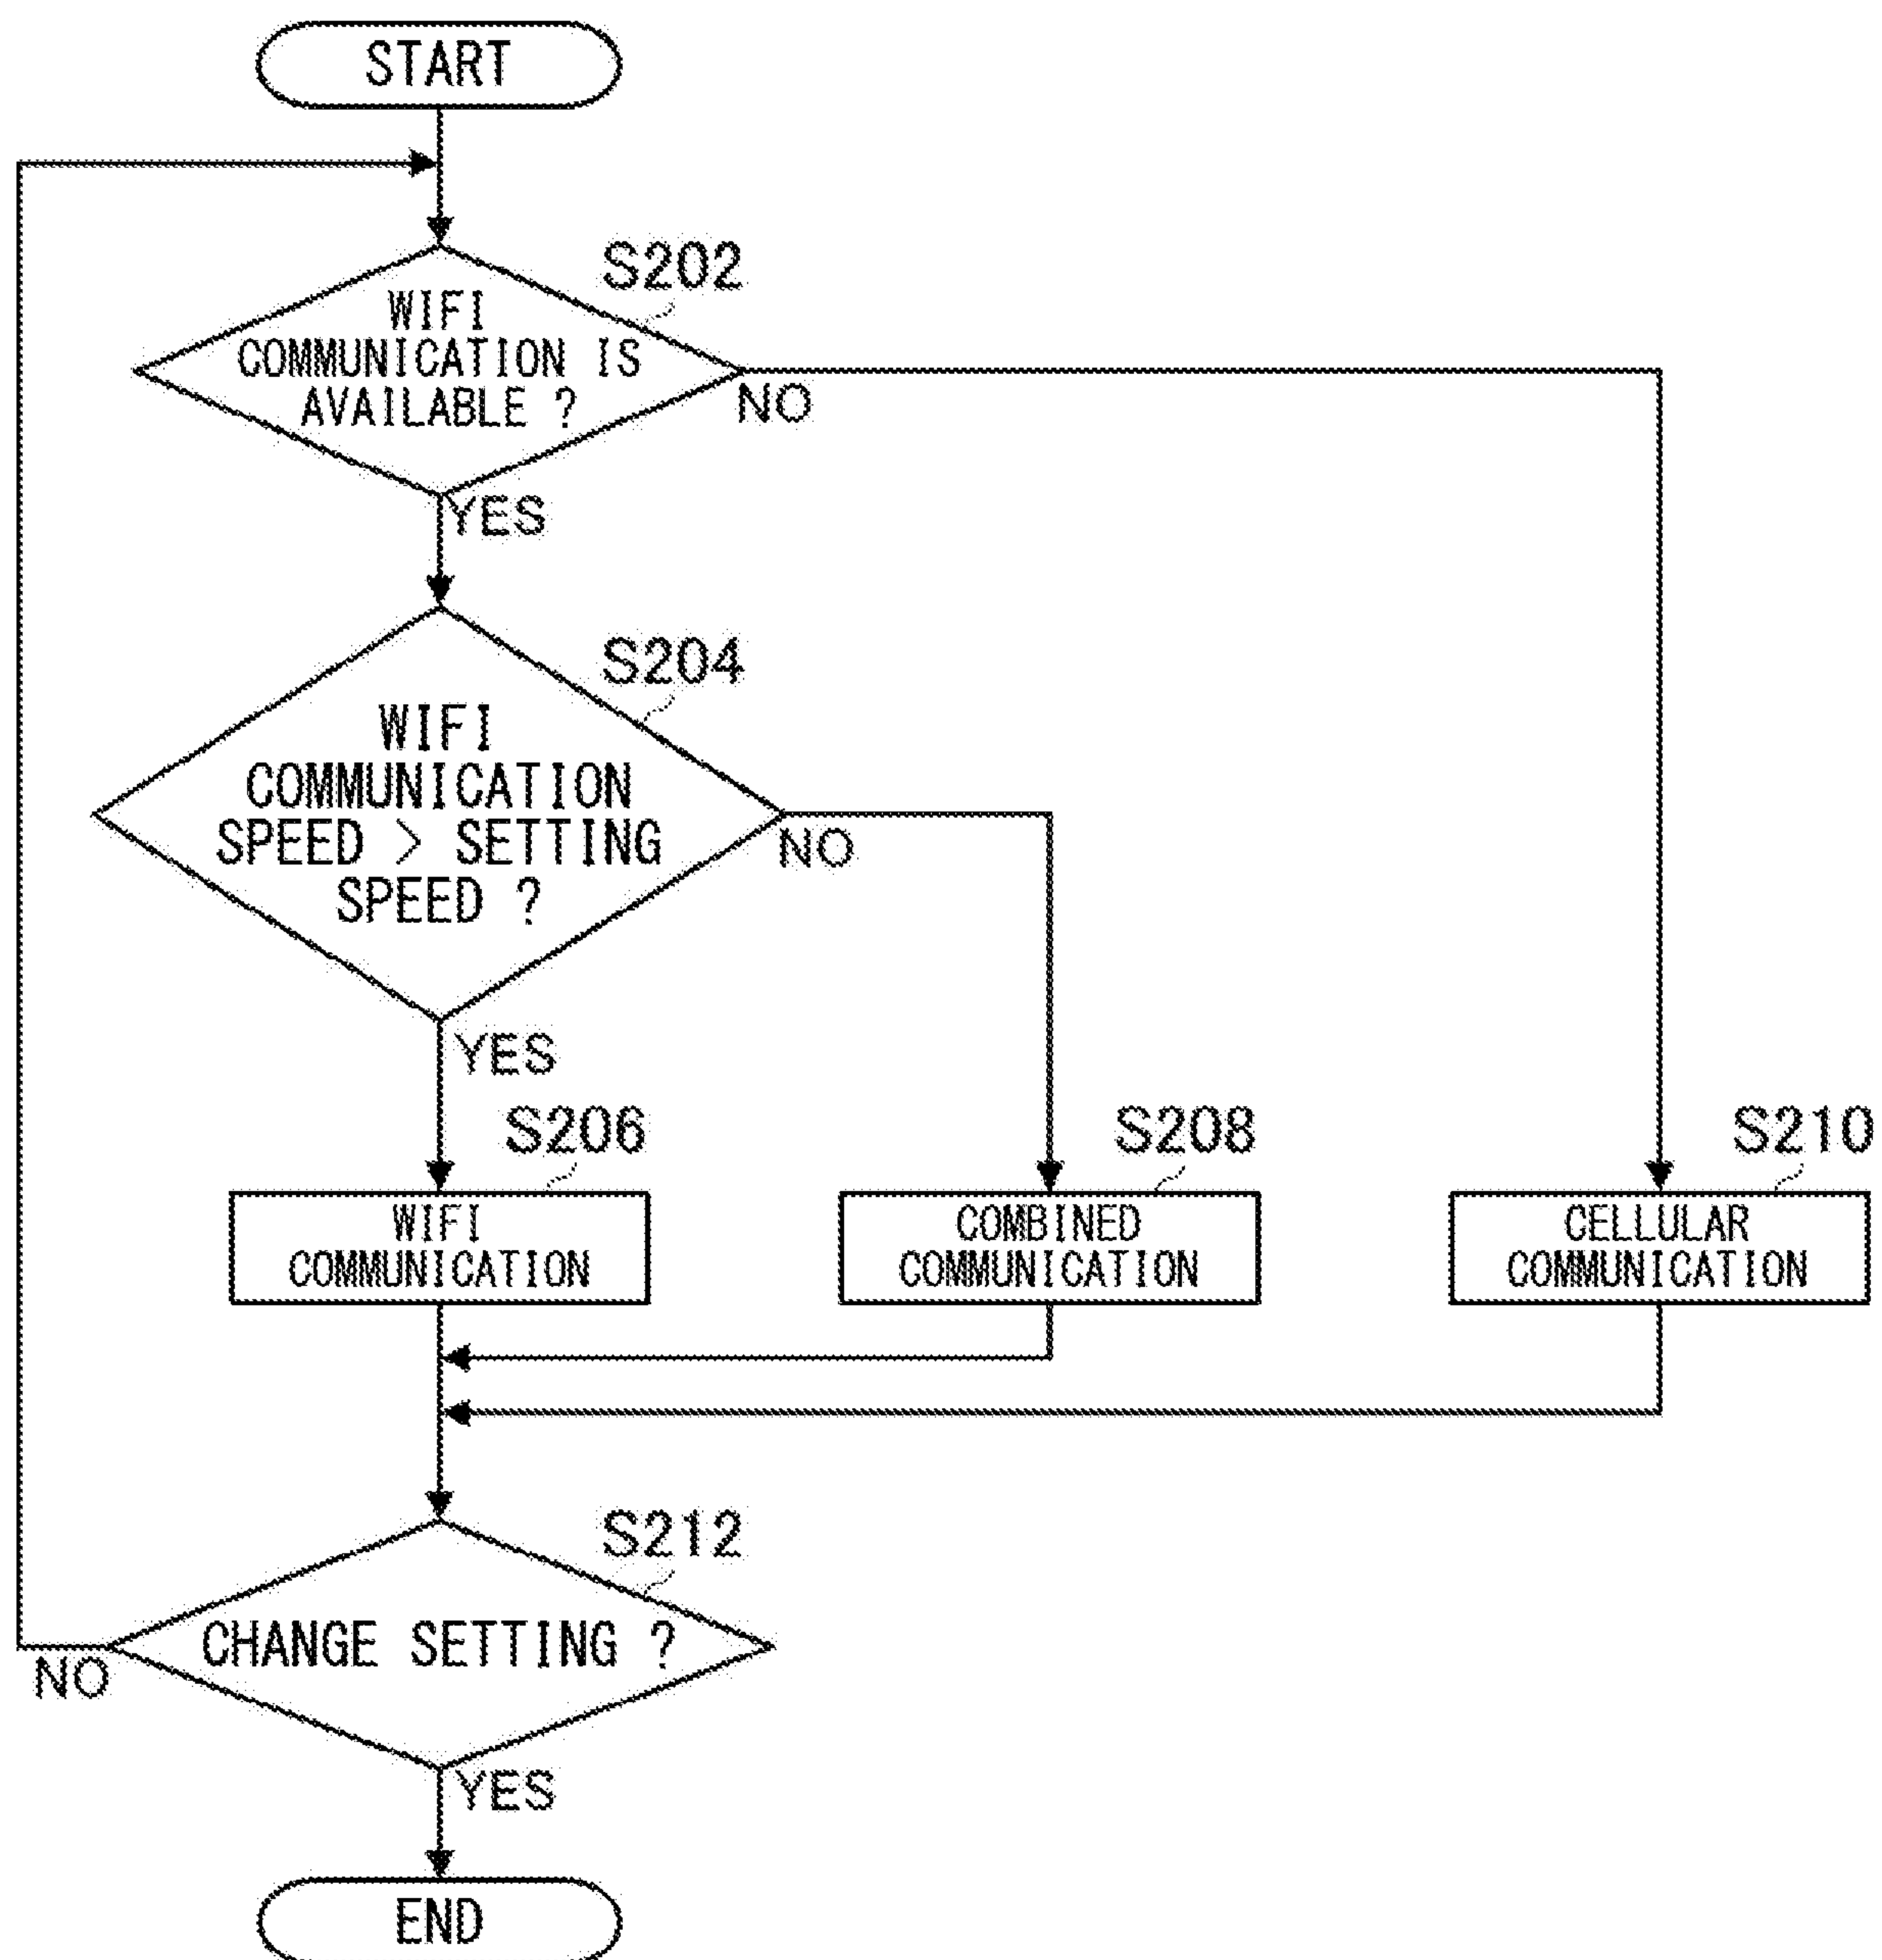 START
S202
WIFI
COMMUNICATION IS
AVAILABLE ?
NO
YES
S204
WIFI
COMMUNICATION
SPEED > SETTING
SPEED ?
NO
YES
S206
WIFI
COMMUNICATION
S208
COMBINED
COMMUNICATION
S210
CELLULAR
COMMUNICATION
S212
CHANGE SETTING ?
NO
YES
END